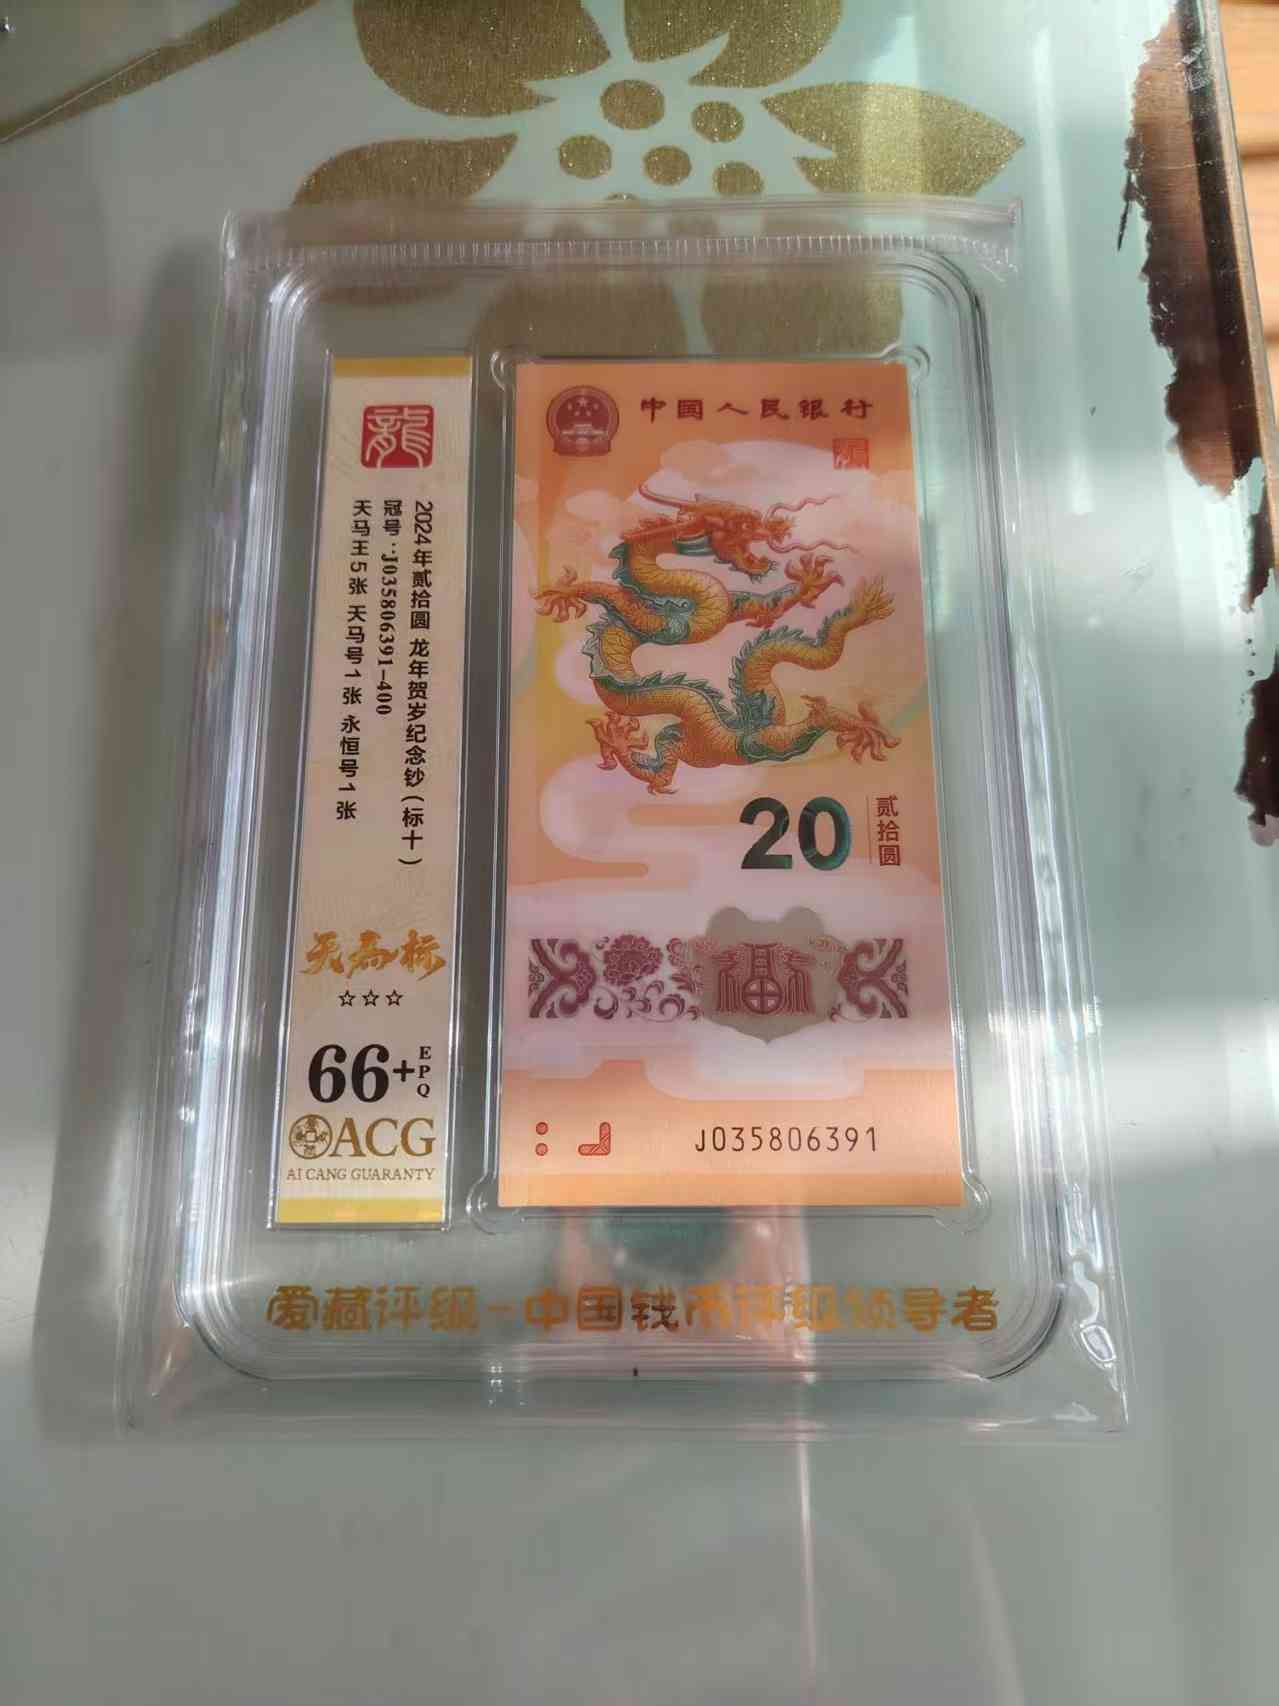 龍
2024年贰拾圆 龙年贺岁纪念钞（标十）
冠号：J035806391-400
天马王5张 天马号1张 永恒号1张
天马标
☆☆☆
66+
EPQ
ACG
AI CANG GUARANTY
中国人民银行
20
贰拾圆
福
J035806391
爱藏评级-中国钱币评级领导者